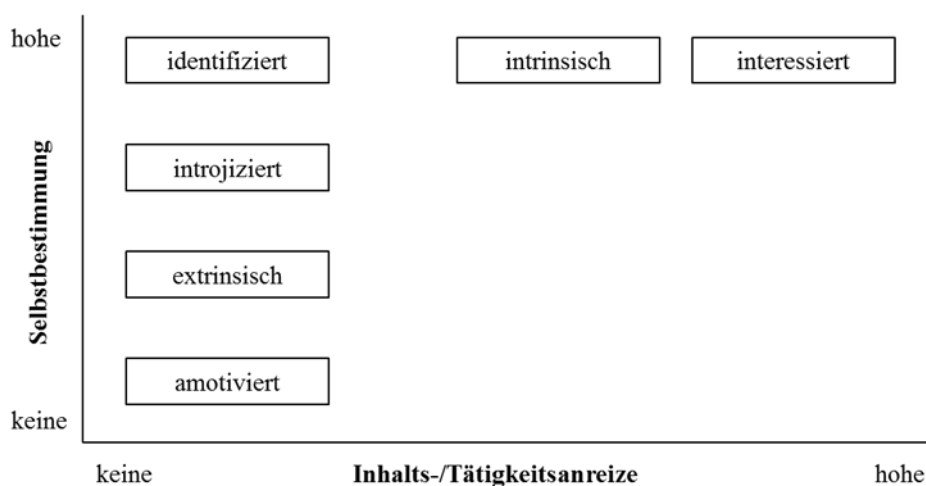 hohe
identifiziert
intrinsisch
interessiert
introjiziert
extrinsisch
amotiviert
keine
Selbstbestimmung
keine
Inhalts-/Tätigkeitsanreize
hohe